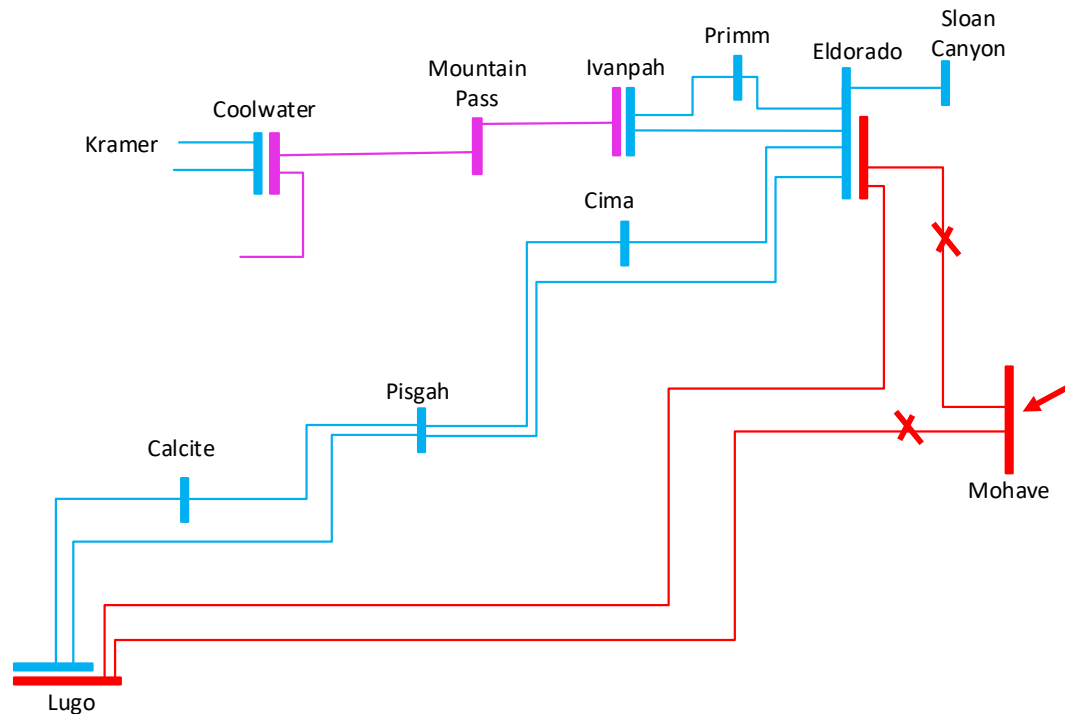 Sloan
Canyon
Primm
Eldorado
Ivanpah
Mountain
Pass
Coolwater
Kramer
Cima
Pisgah
Calcite
Mohave
Lugo